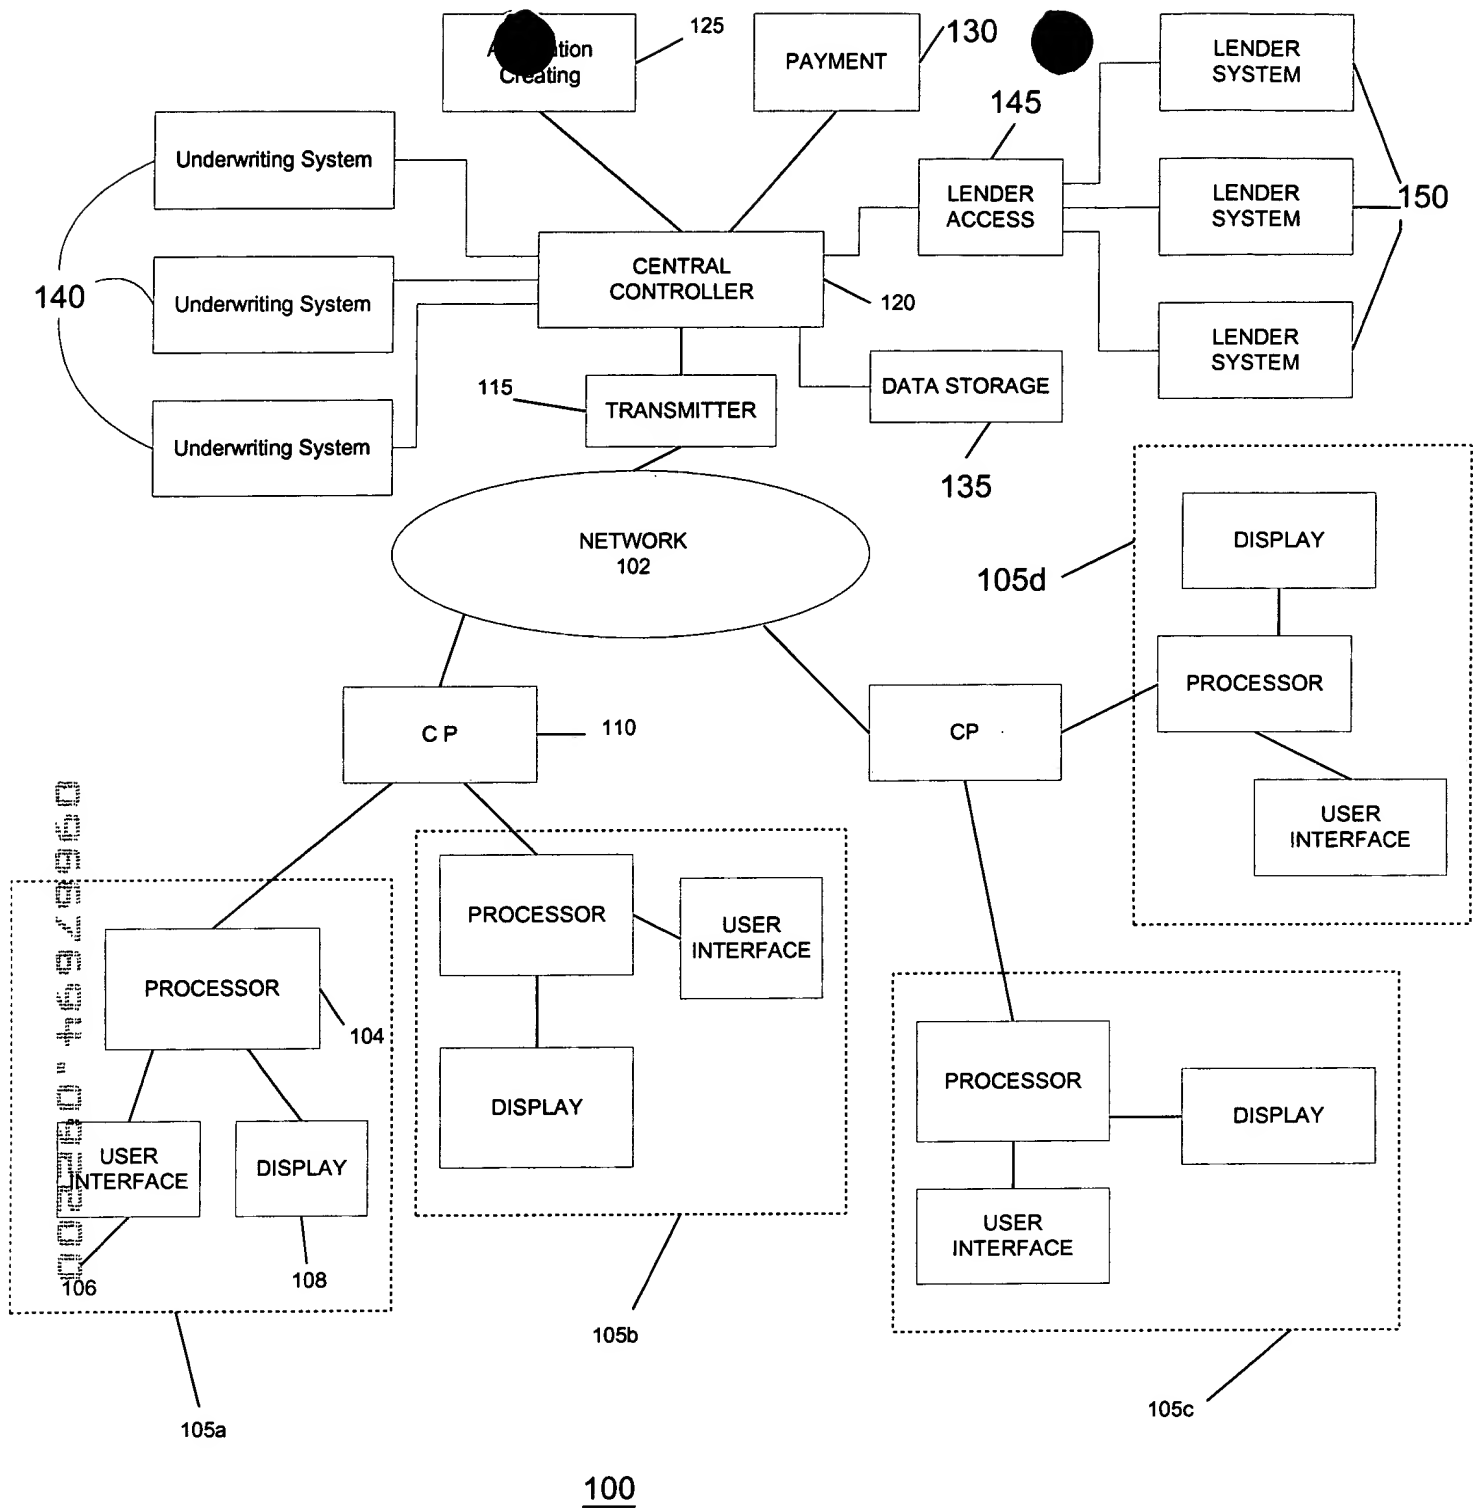 125
Creating
PAYMENT
130
LENDER
SYSTEM
145
Underwriting System
LENDER
ACCESS
LENDER
SYSTEM
150
CENTRAL
CONTROLLER
120
140
Underwriting System
LENDER
SYSTEM
115
TRANSMITTER
DATA STORAGE
Underwriting System
135
NETWORK
102
DISPLAY
105d
PROCESSOR
C P
110
CP
USER
INTERFACE
PROCESSOR
USER
INTERFACE
PROCESSOR
104
DISPLAY
PROCESSOR
DISPLAY
USER
INTERFACE
DISPLAY
USER
INTERFACE
106
108
105b
105c
105a
100